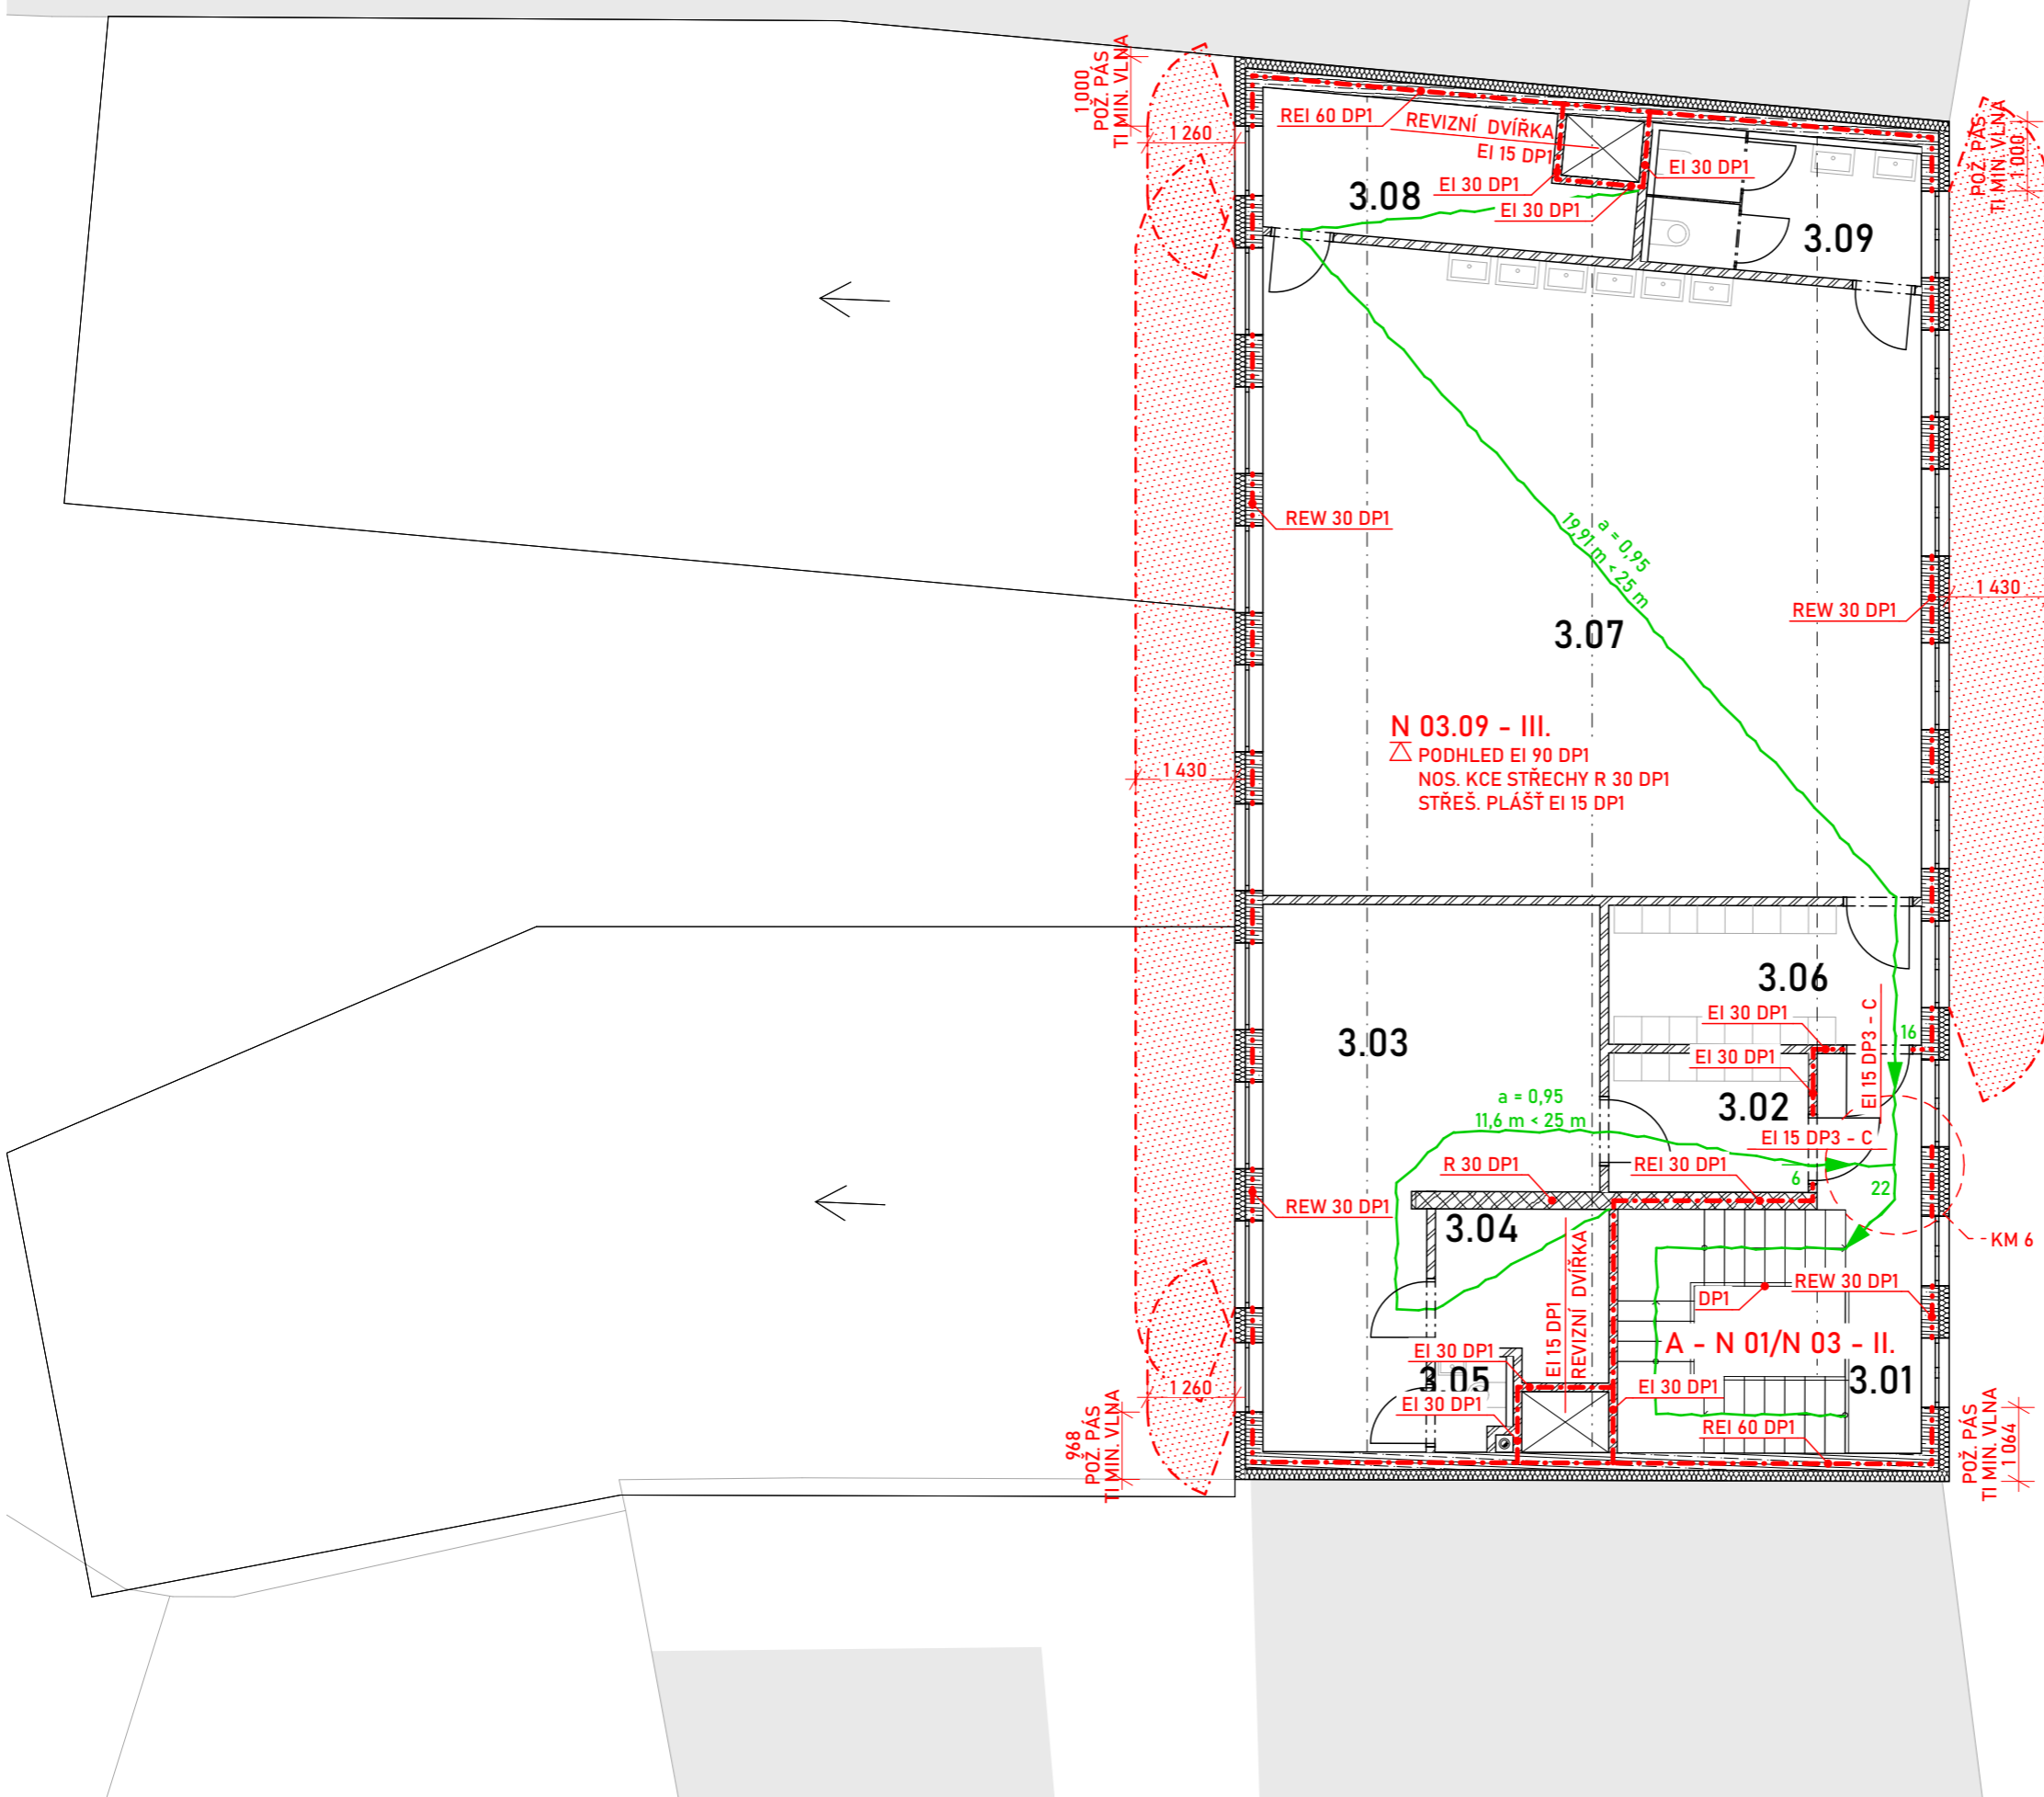 1 000
POŽ. PÁS
TI MIN. VLNA
1 260
REI 60 DP1
REVIZNÍ DVÍŘKA
EI 15 DP1
EI 30 DP1
EI 30 DP1
EI 30 DP1
3.08
3.09
POŽ. PÁS
TI MIN. VLNA
1 000
REW 30 DP1
a = 0,95
19,91 m < 25 m
1 430
REW 30 DP1
3.07
N 03.09 - III.
PODHLED EI 90 DP1
NOS. KCE STŘECHY R 30 DP1
STŘEŠ. PLÁŠŤ EI 15 DP1
1 430
3.06
3.03
EI 30 DP1
EI 15 DP3 - C
16
EI 30 DP1
3.02
a = 0,95
11,6 m < 25 m
EI 15 DP3 - C
R 30 DP1
REI 30 DP1
6
22
REW 30 DP1
3.04
KM 6
EI 15 DP1
REVIZNÍ DVÍŘKA
REW 30 DP1
DP1
A - N 01/N 03 - II.
EI 30 DP1
3.05
3.01
EI 30 DP1
EI 30 DP1
1 260
REI 60 DP1
968
POŽ. PÁS
TI MIN. VLNA
POŽ. PÁS
TI MIN. VLNA
1 064